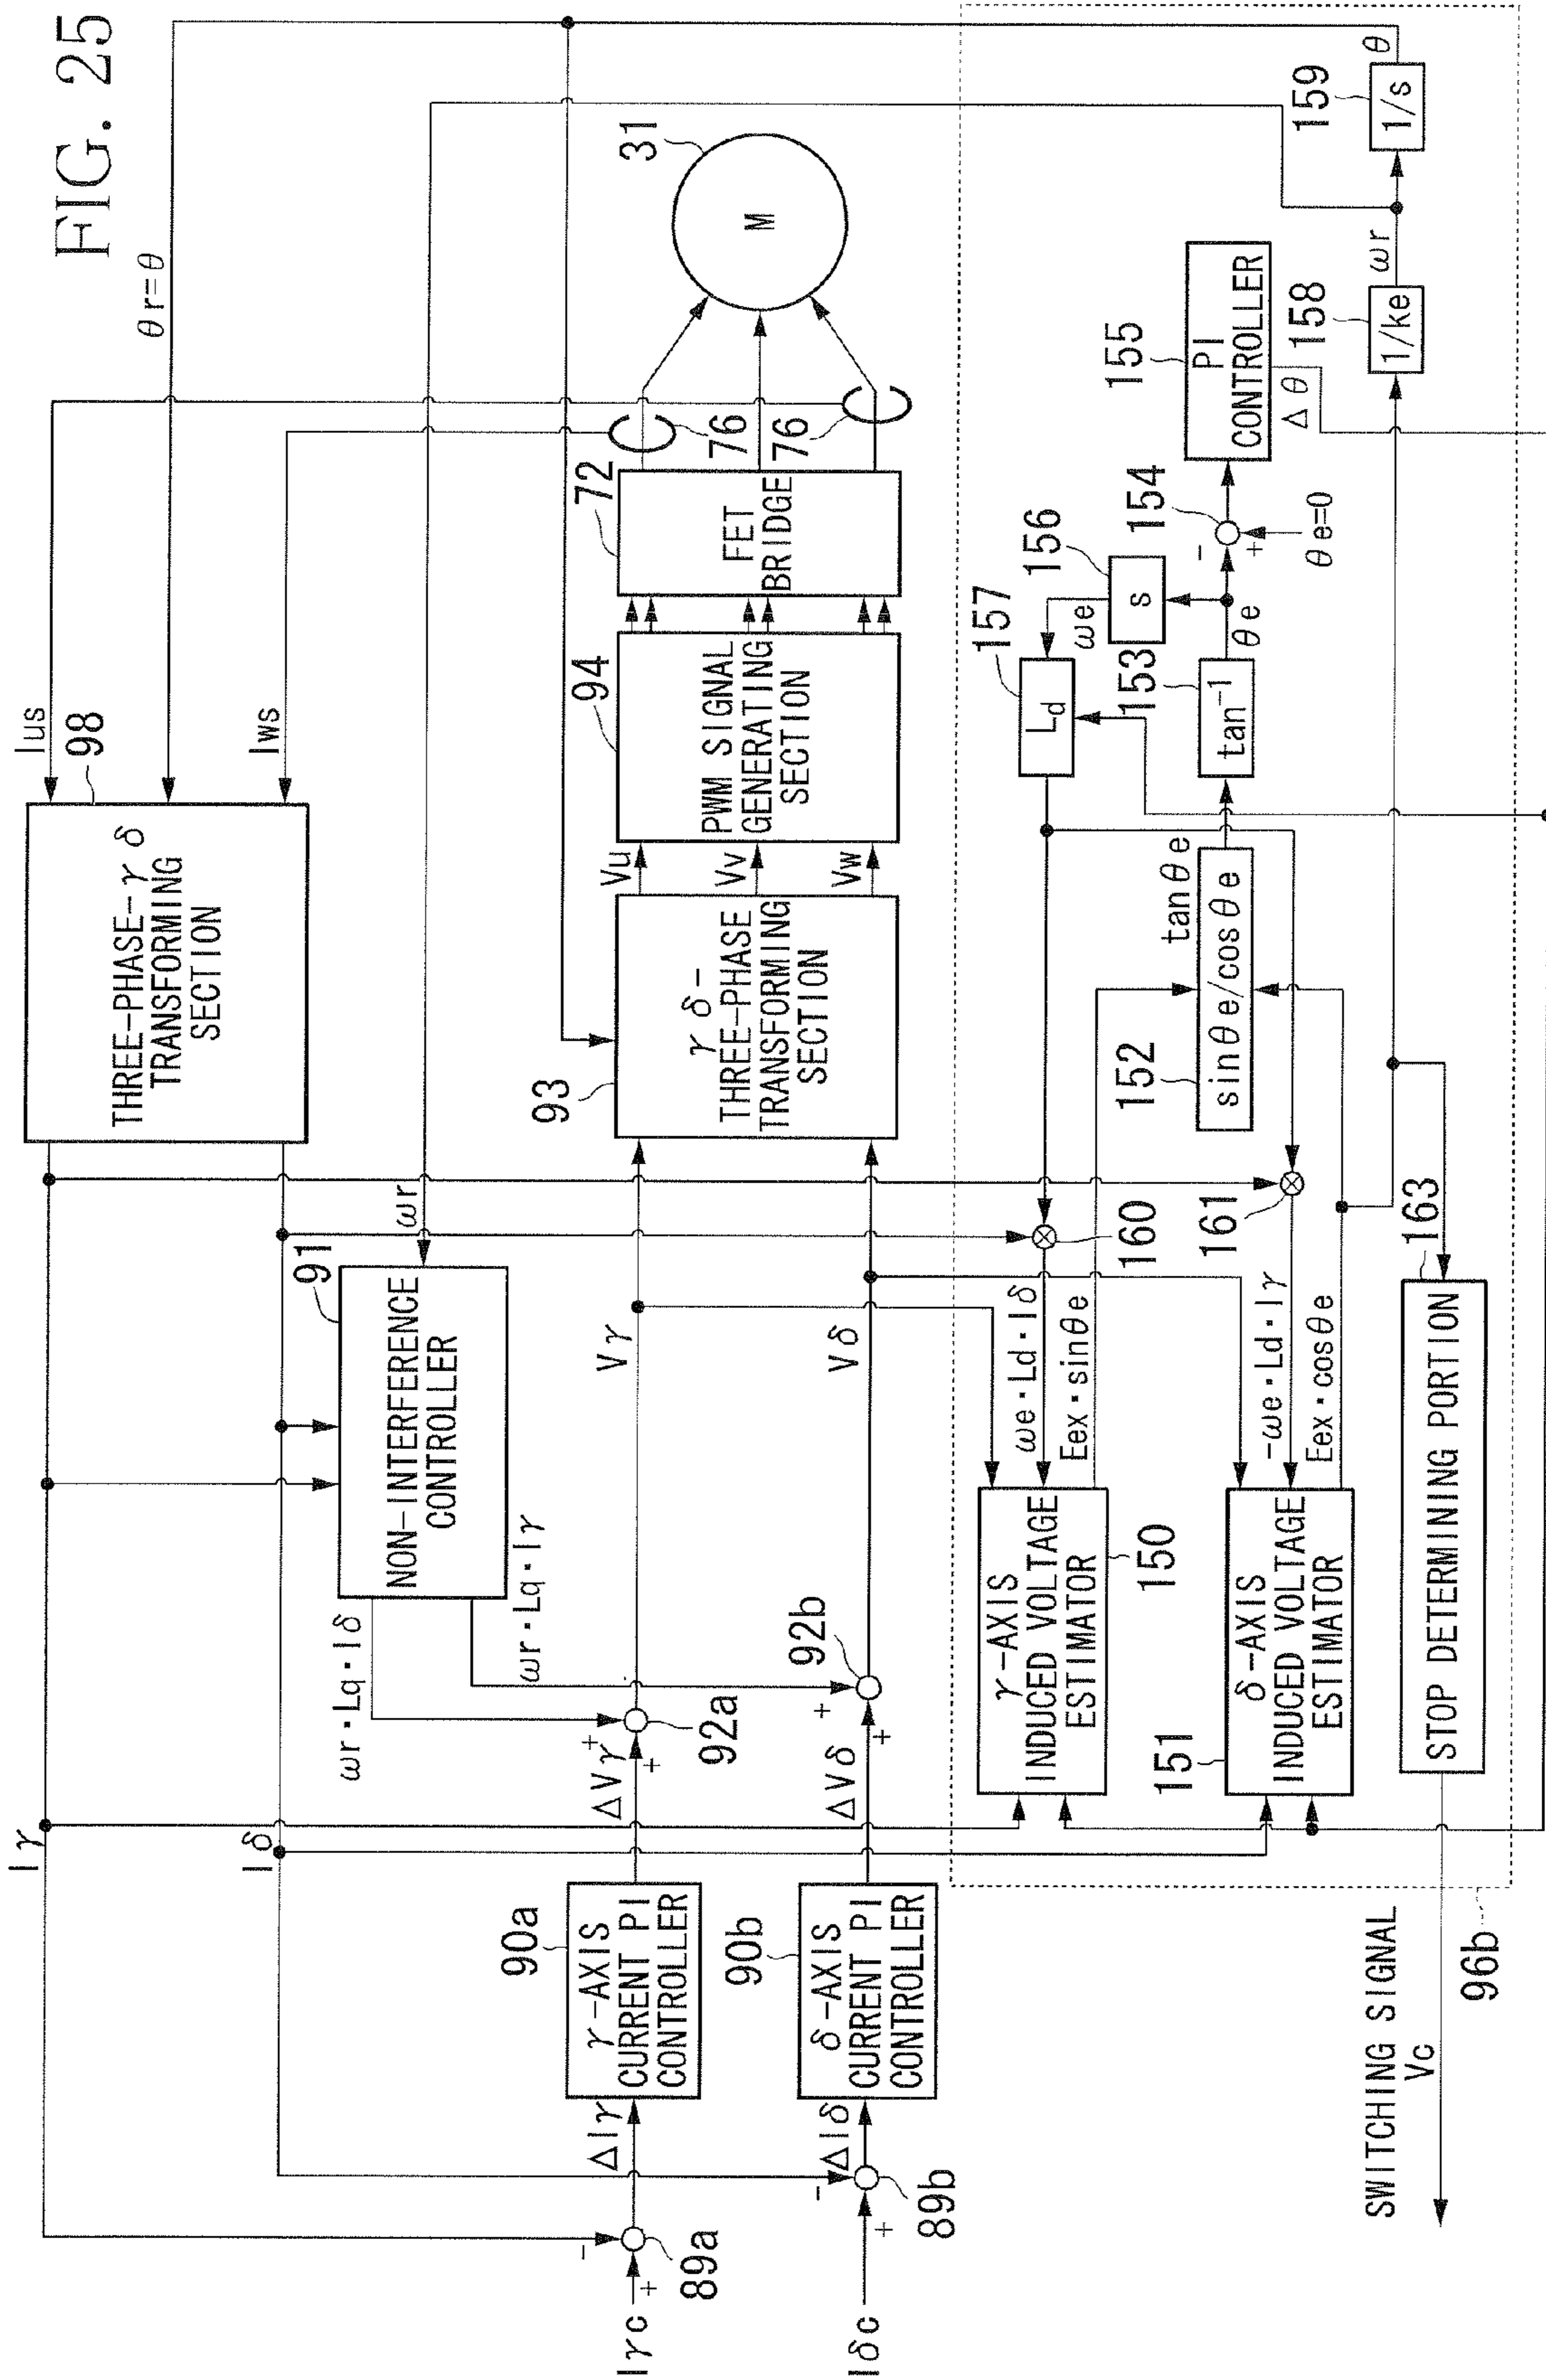 FIG. 25
θr=θ
Ius
98
Iws
THREE-PHASE-γδ
TRANSFORMING
SECTION
Iγ
Iδ
91
ωr
NON-INTERFERENCE
CONTROLLER
ωr·Lq·Iδ
ωr·Lq·Iγ
31
M
76
76
72
FET
BRIDGE
94
PWM SIGNAL
GENERATING
SECTION
Vu
Vv
Vw
93
γδ-
THREE-PHASE
TRANSFORMING
SECTION
Vγ
Vδ
92a
92b
+
+
+
+
ΔVγ
ΔVδ
90a
γ-AXIS
CURRENT PI
CONTROLLER
90b
δ-AXIS
CURRENT PI
CONTROLLER
ΔIγ
ΔIδ
-
+
89a
-
+
89b
Iγc
Iδc
159
1/s
θ
ωr
158
1/ke
155
PI
CONTROLLER
Δθ
154
-
+
θe=0
156
s
ωe
θe
157
Ld
153
tan⁻¹
tanθe
152
sinθe/cosθe
160
161
163
ωe·Ld·Iδ
Eex·sinθe
-ωe·Ld·Iγ
Eex·cosθe
γ-AXIS
INDUCED VOLTAGE
ESTIMATOR
150
151
δ-AXIS
INDUCED VOLTAGE
ESTIMATOR
STOP DETERMINING PORTION
96b
SWITCHING SIGNAL
Vc